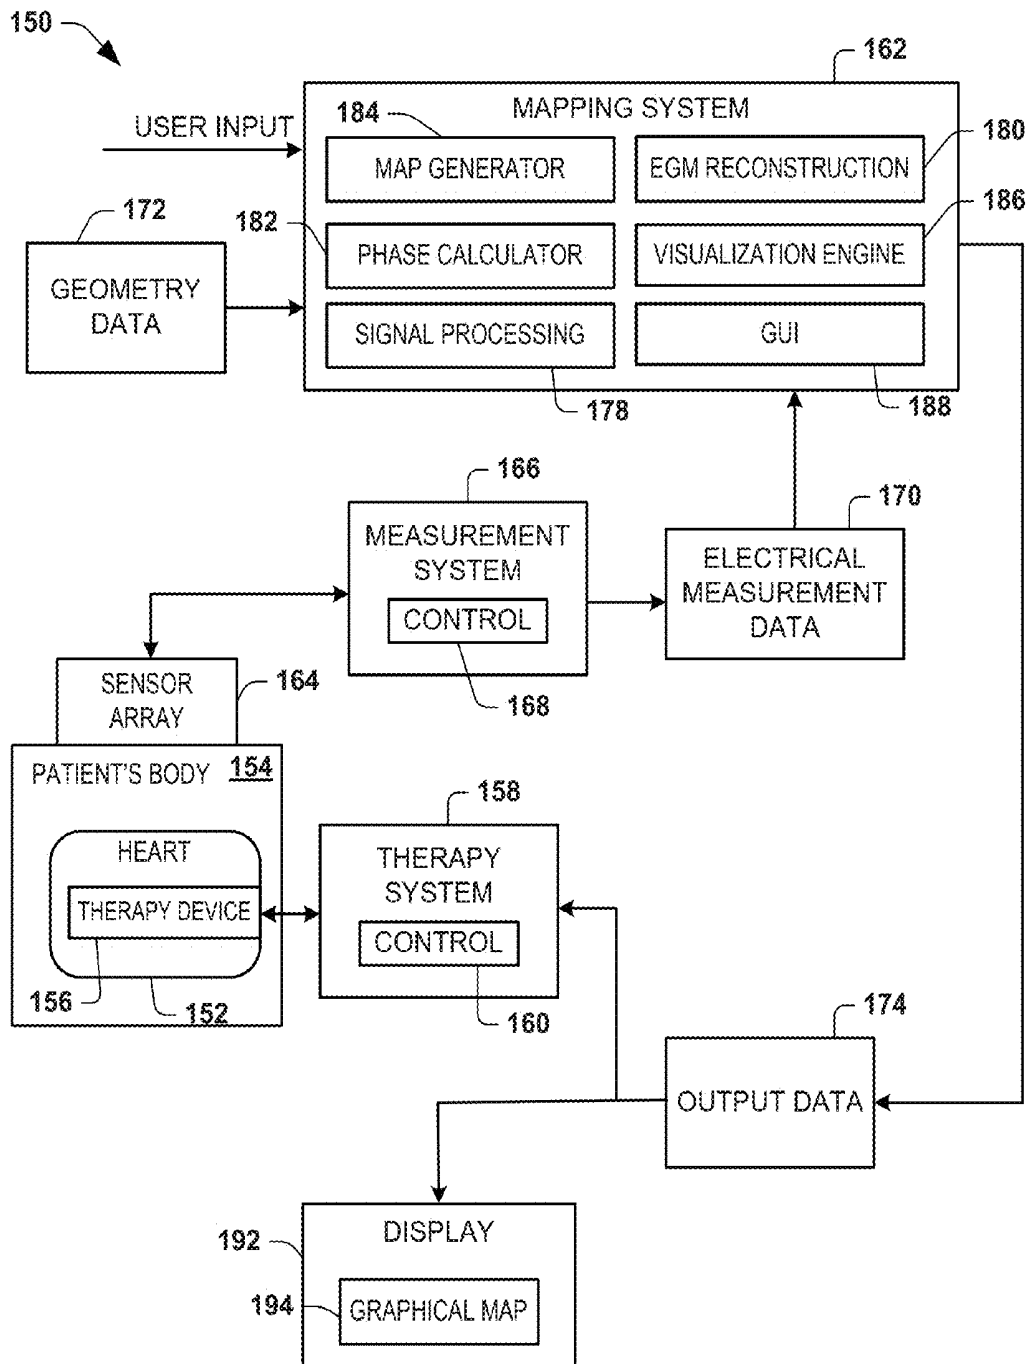 150
162
MAPPING SYSTEM
USER INPUT
184
MAP GENERATOR
EGM RECONSTRUCTION
180
172
182
PHASE CALCULATOR
VISUALIZATION ENGINE
186
GEOMETRY
DATA
SIGNAL PROCESSING
GUI
178
188
166
MEASUREMENT
SYSTEM
CONTROL
168
170
ELECTRICAL
MEASUREMENT
DATA
SENSOR
ARRAY
164
PATIENT'S BODY
154
HEART
THERAPY DEVICE
156
152
158
THERAPY
SYSTEM
CONTROL
160
174
OUTPUT DATA
192
DISPLAY
194
GRAPHICAL MAP